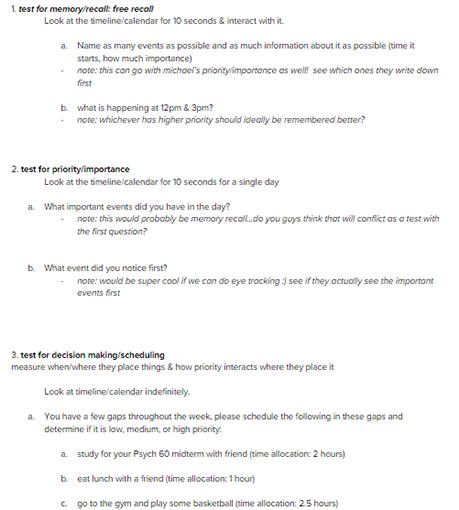 1. test for memory/recall: free recall
Look at the timeline/calendar for 10 seconds & interact with it.
a. Name as many events as possible and as much information about it as possible (time it
starts, how much importance)
- note: this can go with michael's priority/importance as well! see which ones they write down
first
b. what is happening at 12pm & 3pm?
- note: whichever has higher priority should ideally be remembered better?
2. test for priority/importance
Look at the timeline/calendar for 10 seconds for a single day
a. What important events did you have in the day?
- note: this would probably be memory recall...do you guys think that will conflict as a test with
the first question?
b. What event did you notice first?
- note: would be super cool if we can do eye tracking :) see if they actually see the important
events first
3. test for decision making/scheduling
measure when/where they place things & how priority interacts where they place it
Look at timeline/calendar indefinitely.
a. You have a few gaps throughout the week, please schedule the following in these gaps and
determine if it is low, medium, or high priority:
a. study for your Psych 60 midterm with friend (time allocation: 2 hours)
b. eat lunch with a friend (time allocation: 1 hour)
c. go to the gym and play some basketball (time allocation: 2.5 hours)